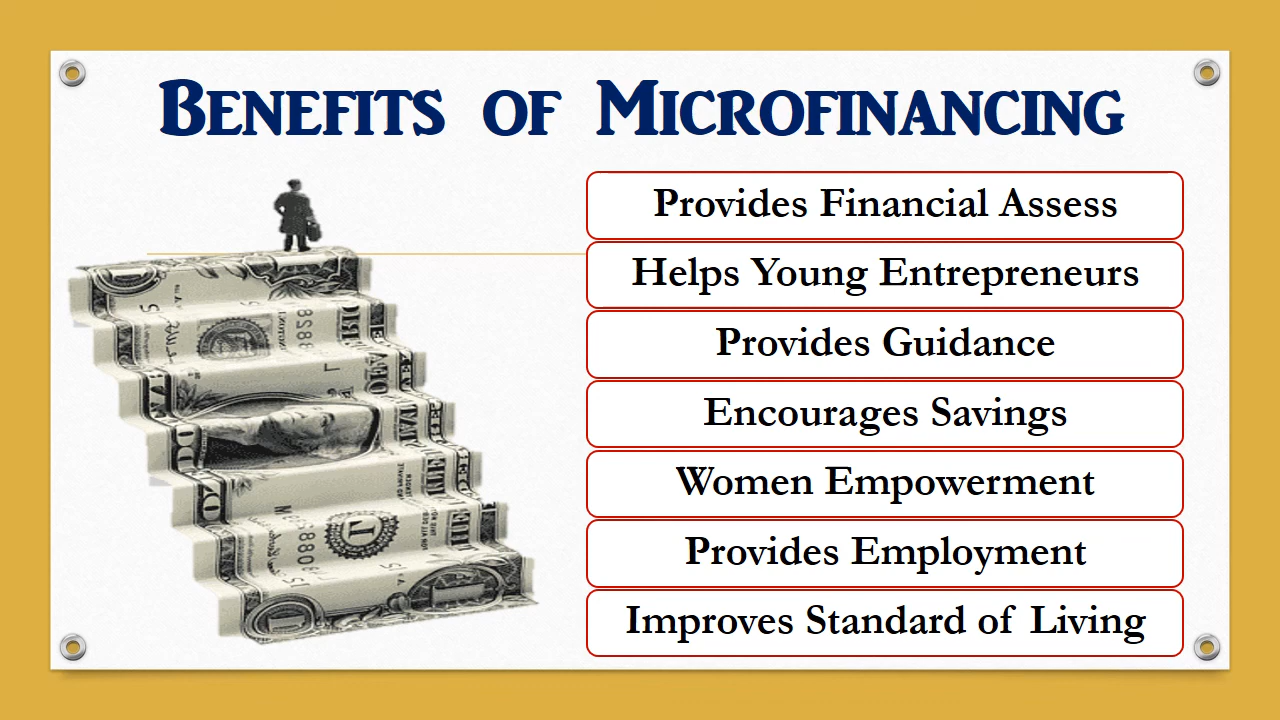 Benefits of Microfinancing
Provides Financial Assess
Helps Young Entrepreneurs
Provides Guidance
Encourages Savings
Women Empowerment
Provides Employment
Improves Standard of Living